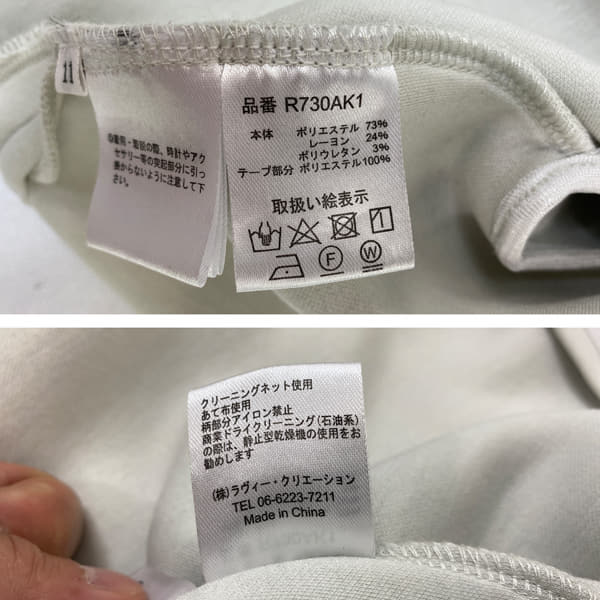 11
◎着用・着脱の際、時計やアク
セサリー等の突起部分に引っ
掛からないように注意して下
さい。
品番 R730AK1
本体 ポリエステル 73%
レーヨン 24%
ポリウレタン 3%
テープ部分 ポリエステル100%
取扱い絵表示
F
W
クリーニングネット使用
あて布使用
柄部分アイロン禁止
商業ドライクリーニング(石油系)
の際は、静止型乾燥機の使用をお
勧めします
(株)ラヴィー・クリエーション
TEL 06-6223-7211
Made in China